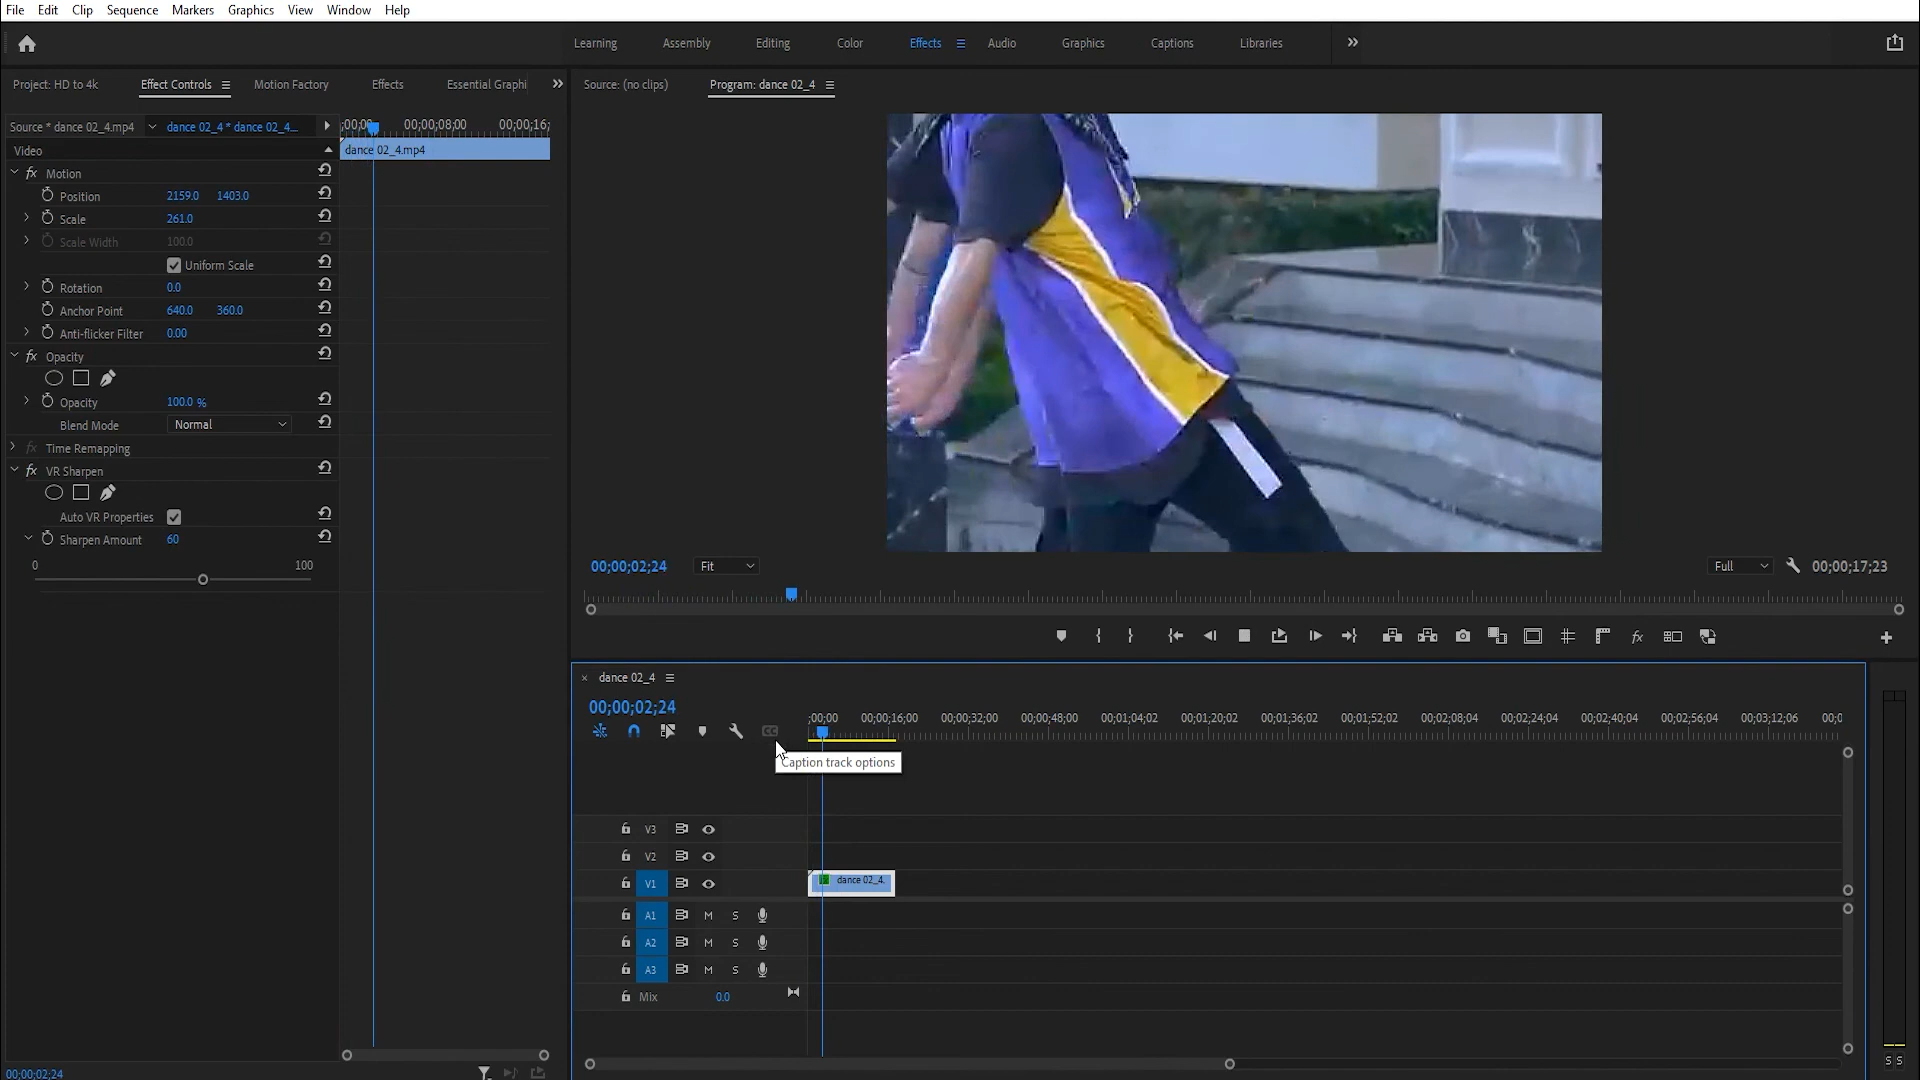 File Edit Clip Sequence Markers Graphics View Window Help
Learning Assembly Editing Color Effects Audio Graphics Captions Libraries
Project: HD to 4k Effect Controls Motion Factory Effects Essential Graphi
Source: (no clips) Program: dance 02_4
Source * dance 02_4.mp4 dance 02_4 * dance 02_4...
;00;00 00;00;08;00 00;00;16;
Video
dance 02_4.mp4
fx Motion
Position 2159.0 1403.0
Scale 261.0
Scale Width 100.0
Uniform Scale
Rotation 0.0
Anchor Point 640.0 360.0
Anti-flicker Filter 0.00
fx Opacity
Opacity 100.0 %
Blend Mode Normal
fx Time Remapping
fx VR Sharpen
Auto VR Properties
Sharpen Amount 60
0 100
00;00;02;24
00;00;02;24 Fit Full 00;00;17;23
fx
dance 02_4
00;00;02;24
;00;00 00;00;16;00 00;00;32;00 00;00;48;00 00;01;04;02 00;01;20;02 00;01;36;02 00;01;52;02 00;02;08;04 00;02;24;04 00;02;40;04 00;02;56;04 00;03;12;06 00;0
CC
Caption track options
V3
V2
V1 dance 02_4.
A1 M S
A2 M S
A3 M S
Mix 0.0
S S